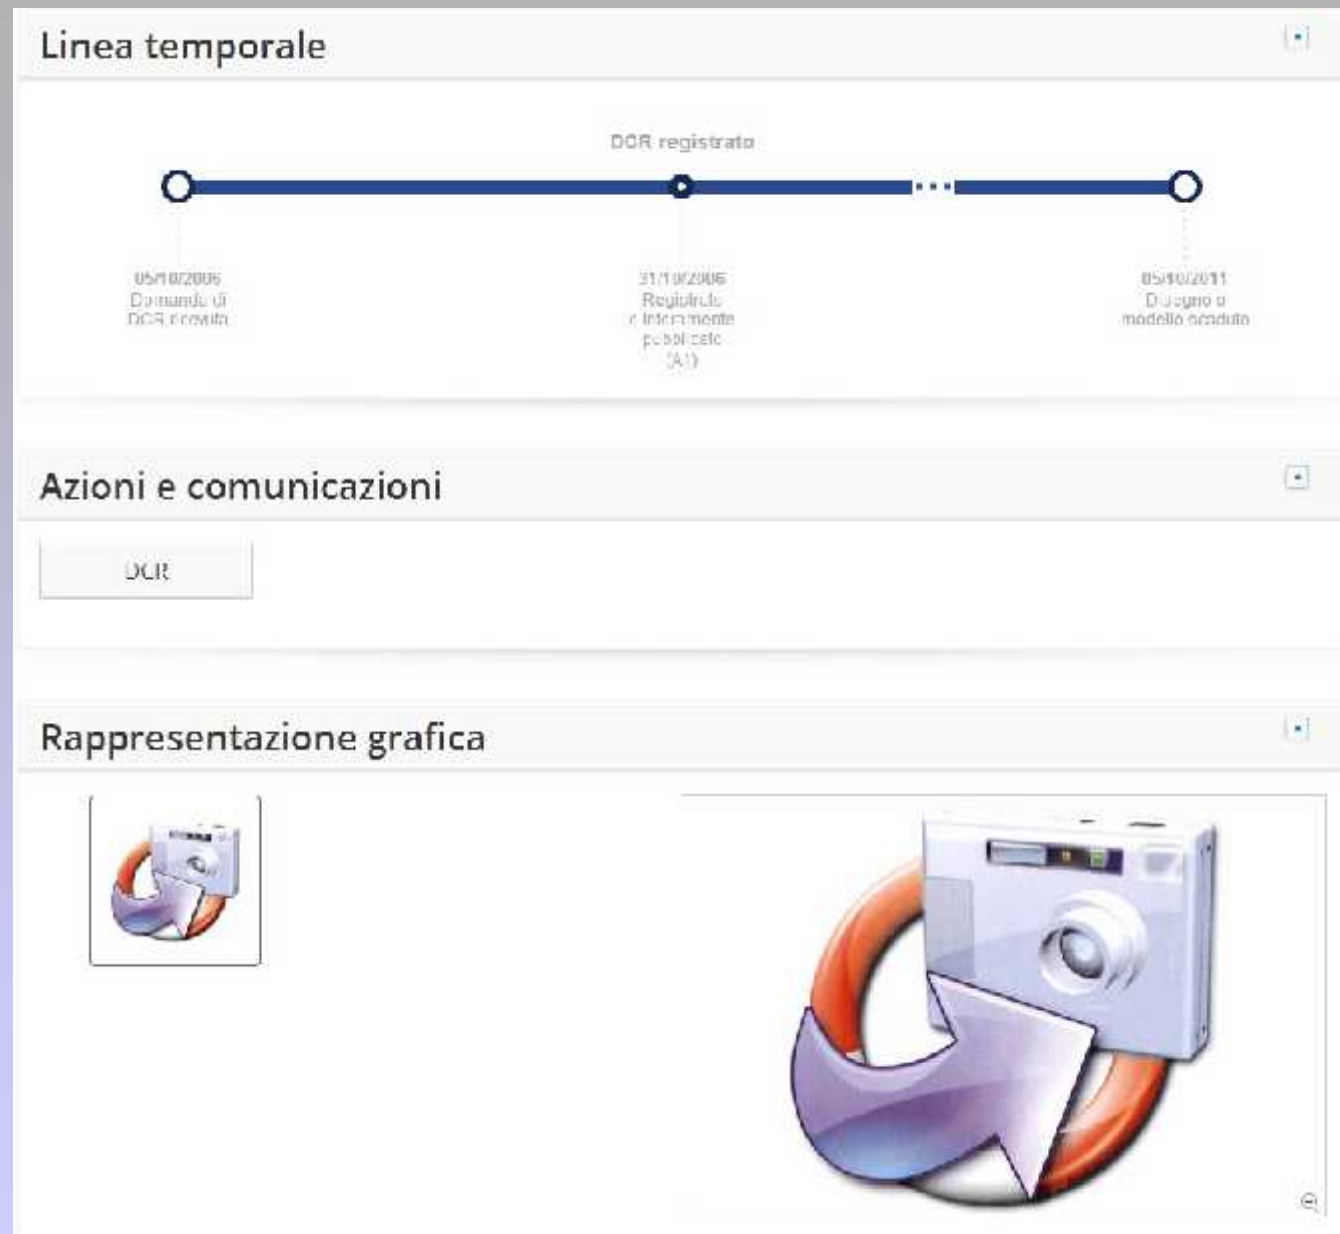 Linea temporale
DCR registrato
05/10/2006
Domanda di
DCR ricevuta
31/10/2006
Registrato
e interamente
pubblicato
(A1)
05/10/2011
Disegno o
modello scaduto
Azioni e comunicazioni
DCR
Rappresentazione grafica